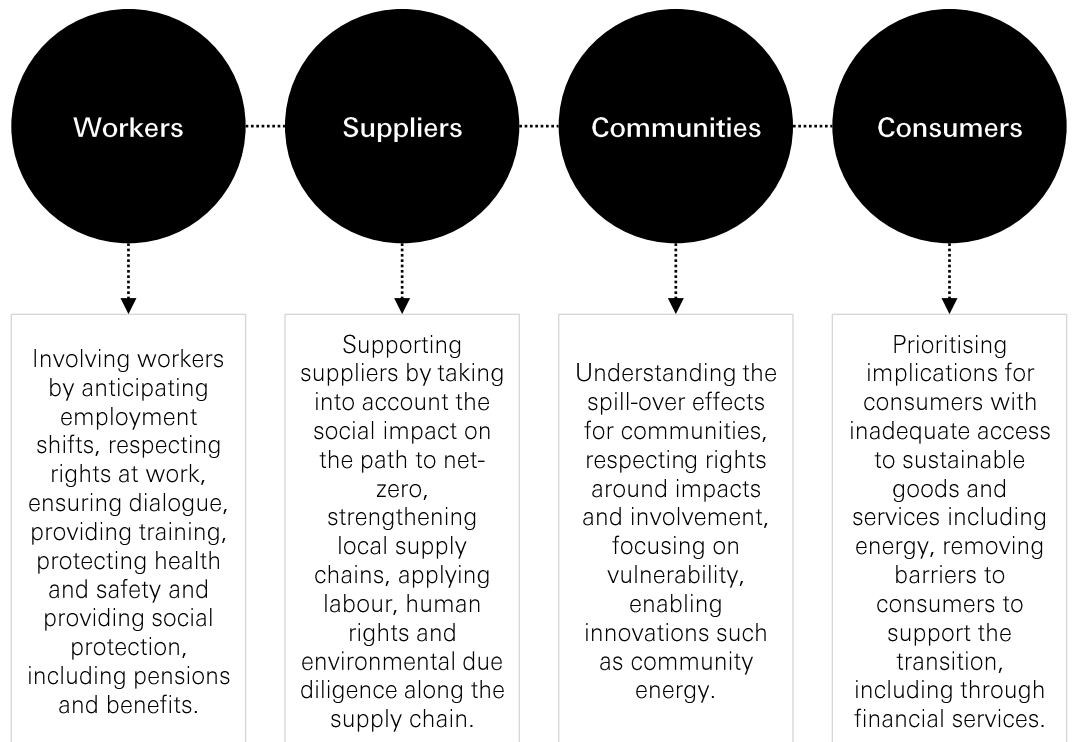 Workers
Suppliers
Communities
Consumers
Involving workers
by anticipating
employment
shifts, respecting
rights at work,
ensuring dialogue,
providing training,
protecting health
and safety and
providing social
protection,
including pensions
and benefits.
Supporting
suppliers by taking
into account the
social impact on
the path to net-
zero,
strengthening
local supply
chains, applying
labour, human
rights and
environmental due
diligence along the
supply chain.
Understanding the
spill-over effects
for communities,
respecting rights
around impacts
and involvement,
focusing on
vulnerability,
enabling
innovations such
as community
energy.
Prioritising
implications for
consumers with
inadequate access
to sustainable
goods and
services including
energy, removing
barriers to
consumers to
support the
transition,
including through
financial services.